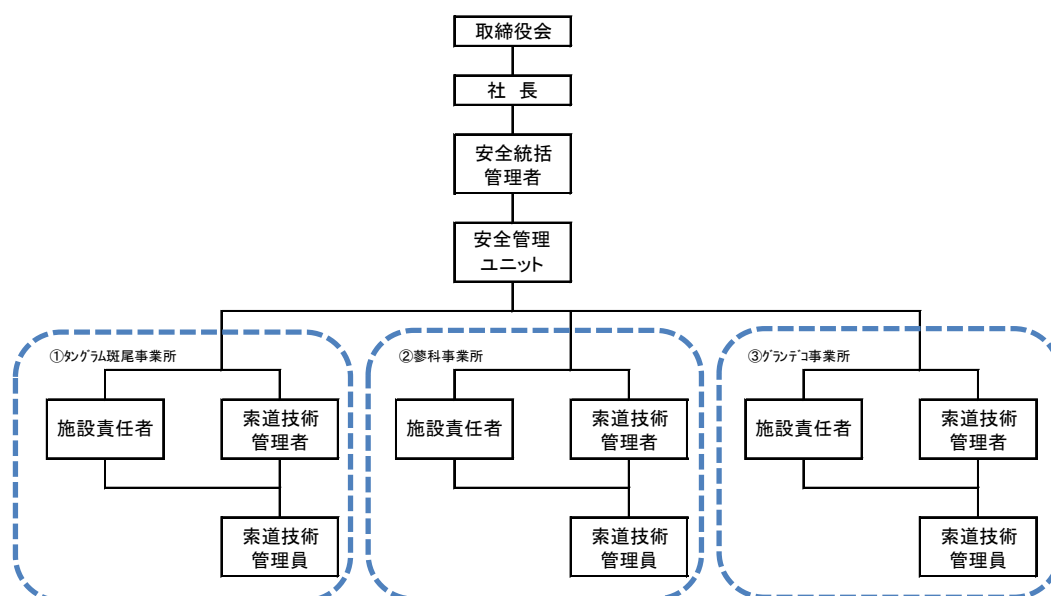 取締役会
社 長
安全統括
管理者
安全管理
ユニット
①ﾀﾝｸﾞﾗﾑ斑尾事業所
施設責任者
索道技術
管理者
索道技術
管理員
②蓼科事業所
施設責任者
索道技術
管理者
索道技術
管理員
③ｸﾞﾗﾝﾃﾞｺ事業所
施設責任者
索道技術
管理者
索道技術
管理員